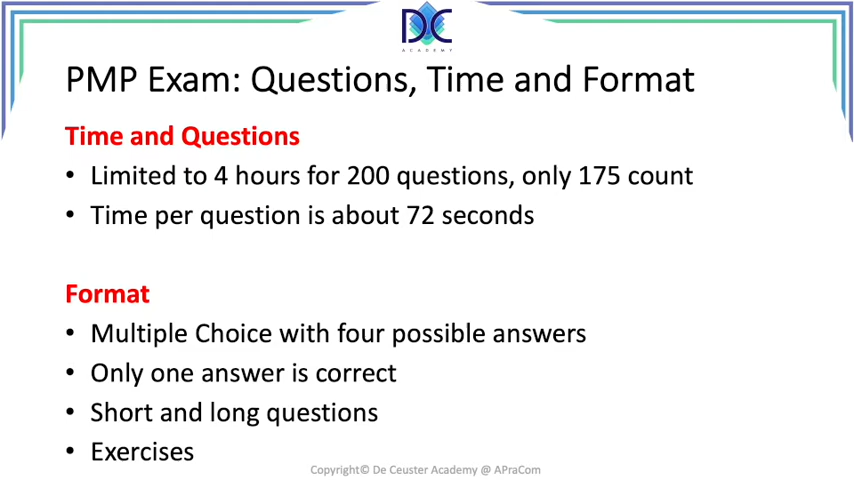 DC
ACADEMY
PMP Exam: Questions, Time and Format
Time and Questions
• Limited to 4 hours for 200 questions, only 175 count
• Time per question is about 72 seconds
Format
• Multiple Choice with four possible answers
• Only one answer is correct
• Short and long questions
• Exercises
Copyright© De Ceuster Academy @ APraCom